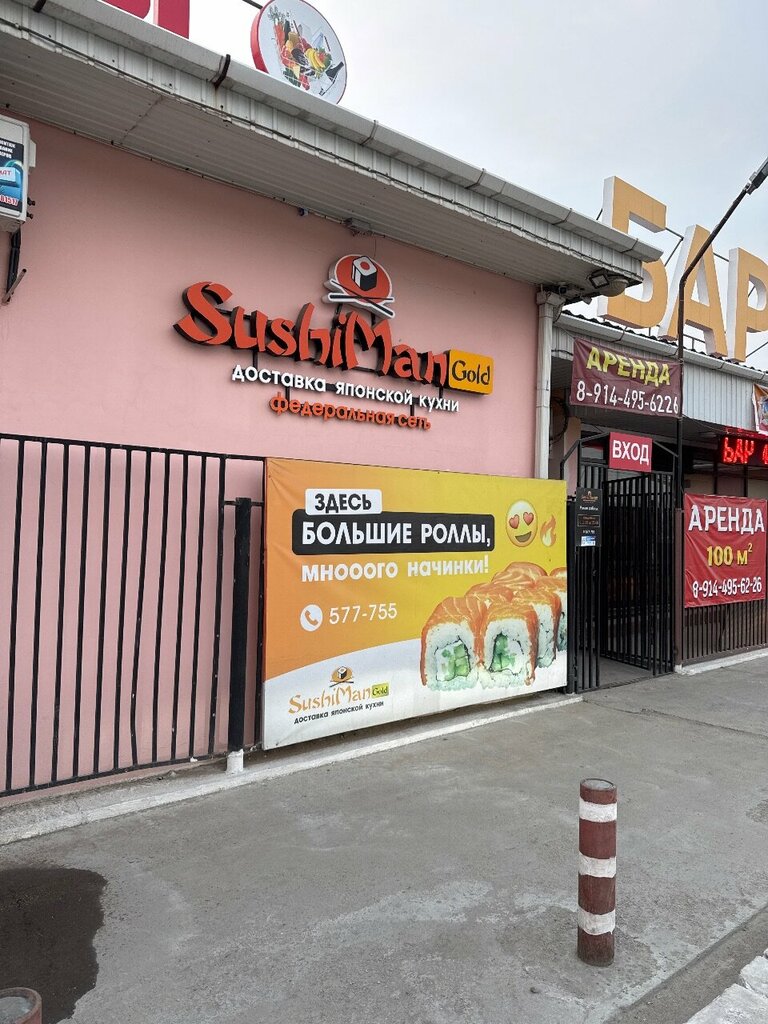 Ы
SushiMan Gold
доставка японской кухни
федеральная сеть
ЗДЕСЬ
БОЛЬШИЕ РОЛЛЫ,
МНОООГО НАЧИНКИ!
577-755
SushiMan Gold
доставка японской кухни
БАР
АРЕНДА
8-914-495-6226
ВХОД
БАР
АРЕНДА
100 м²
8-914-495-62-26